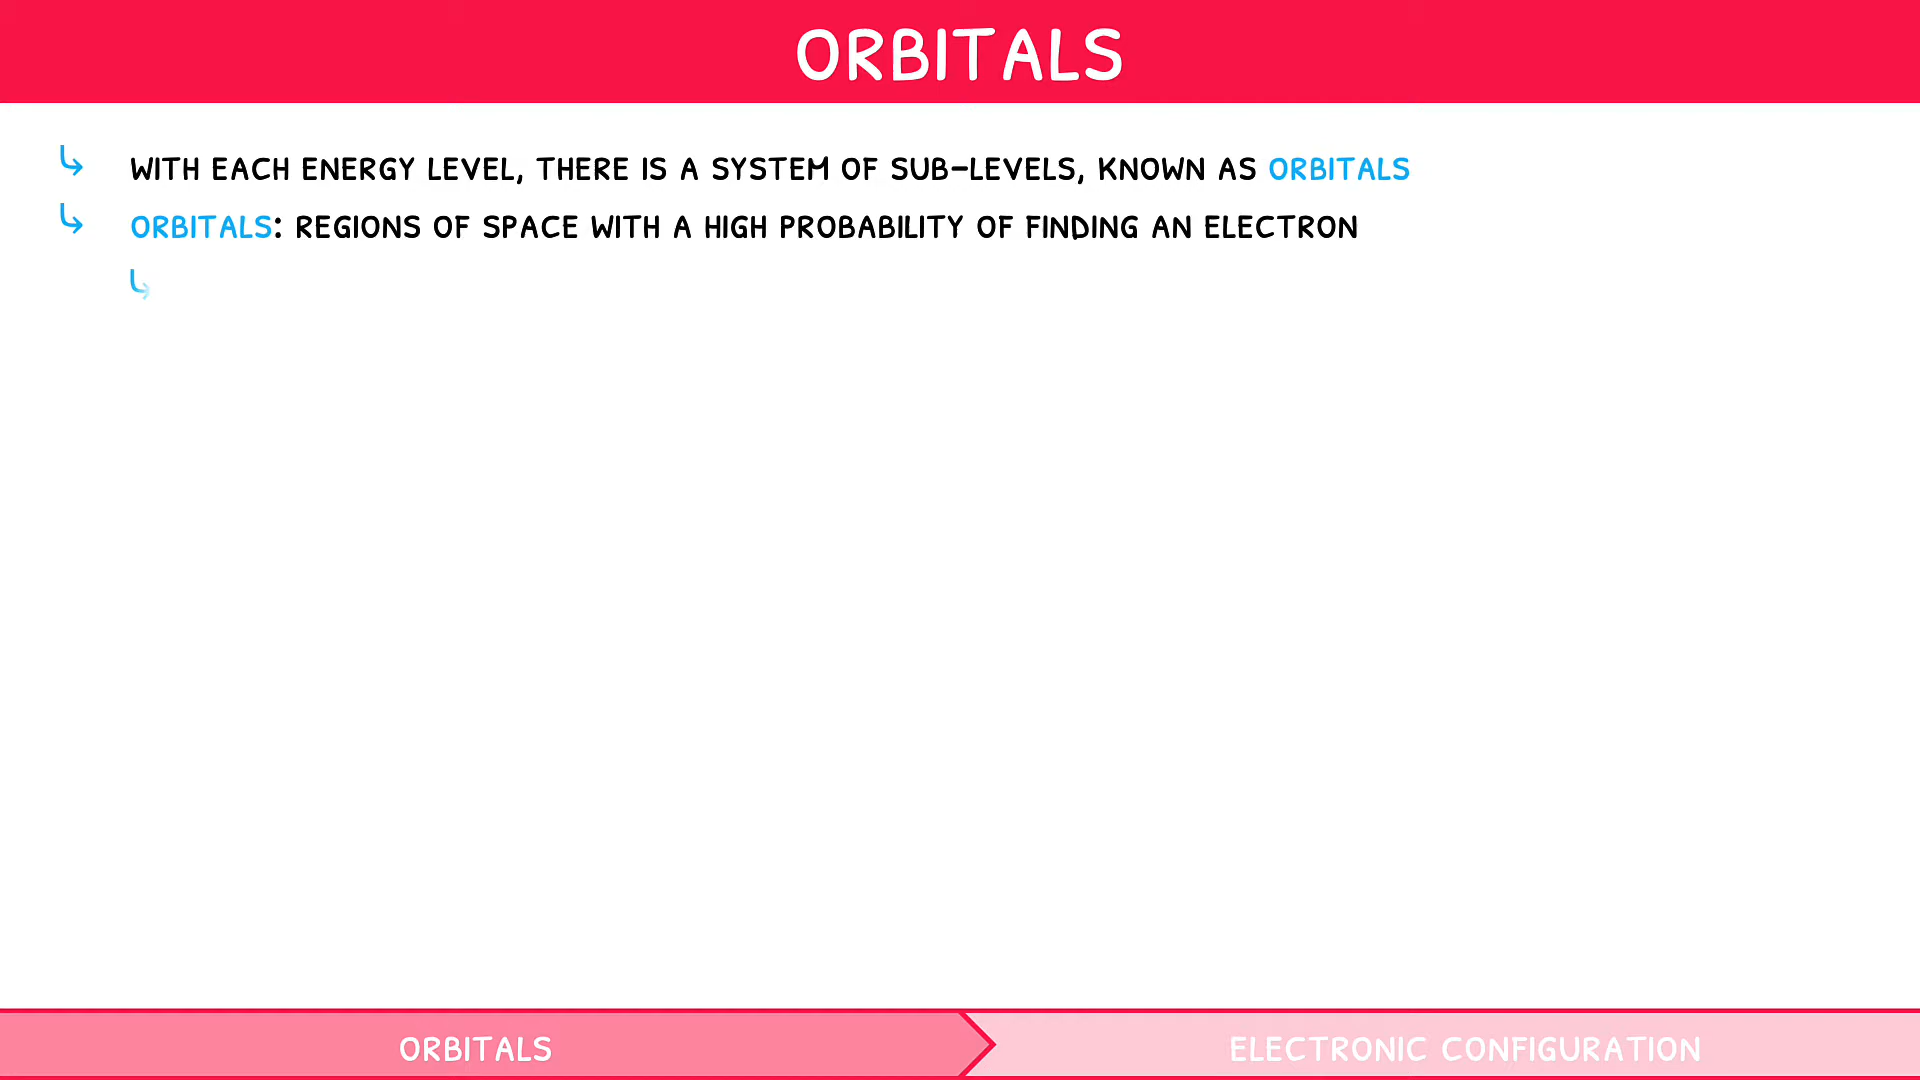 ORBITALS
WITH EACH ENERGY LEVEL, THERE IS A SYSTEM OF SUB-LEVELS, KNOWN AS ORBITALS
ORBITALS: REGIONS OF SPACE WITH A HIGH PROBABILITY OF FINDING AN ELECTRON
ORBITALS
ELECTRONIC CONFIGURATION